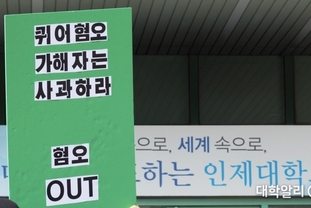 퀴어혐오
가해자는
사과하라
혐오
OUT
으로, 세계 속으로,
하는 인제대학
대학알리